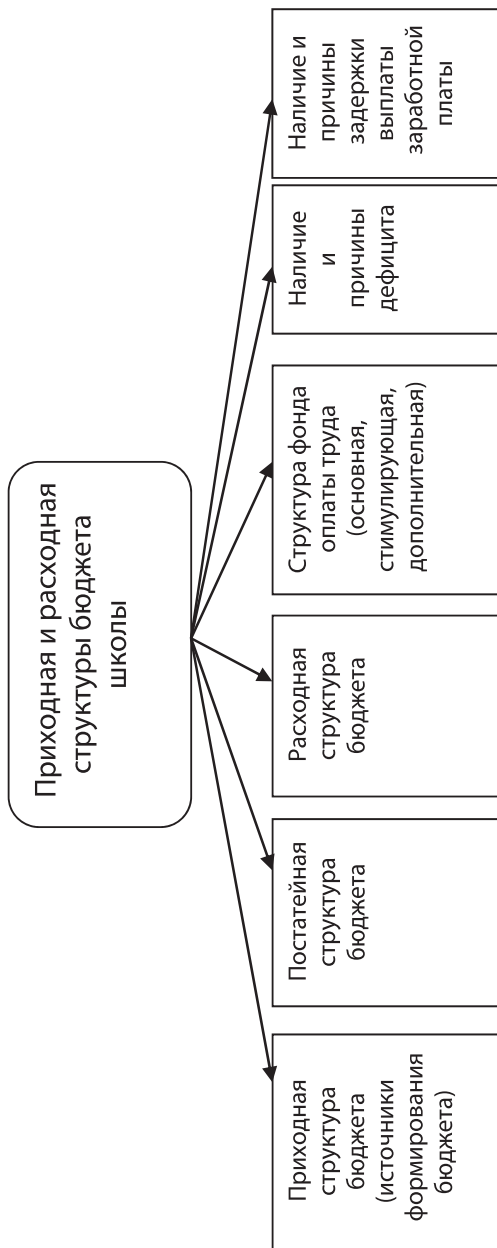 Приходная и расходная
структуры бюджета
школы
Приходная
структура
бюджета
(источники
формирования
бюджета)
Постатейная
структура
бюджета
Расходная
структура
бюджета
Структура фонда
оплаты труда
(основная,
стимулирующая,
дополнительная)
Наличие
и
причины
дефицита
Наличие и
причины
задержки
выплаты
заработной
платы